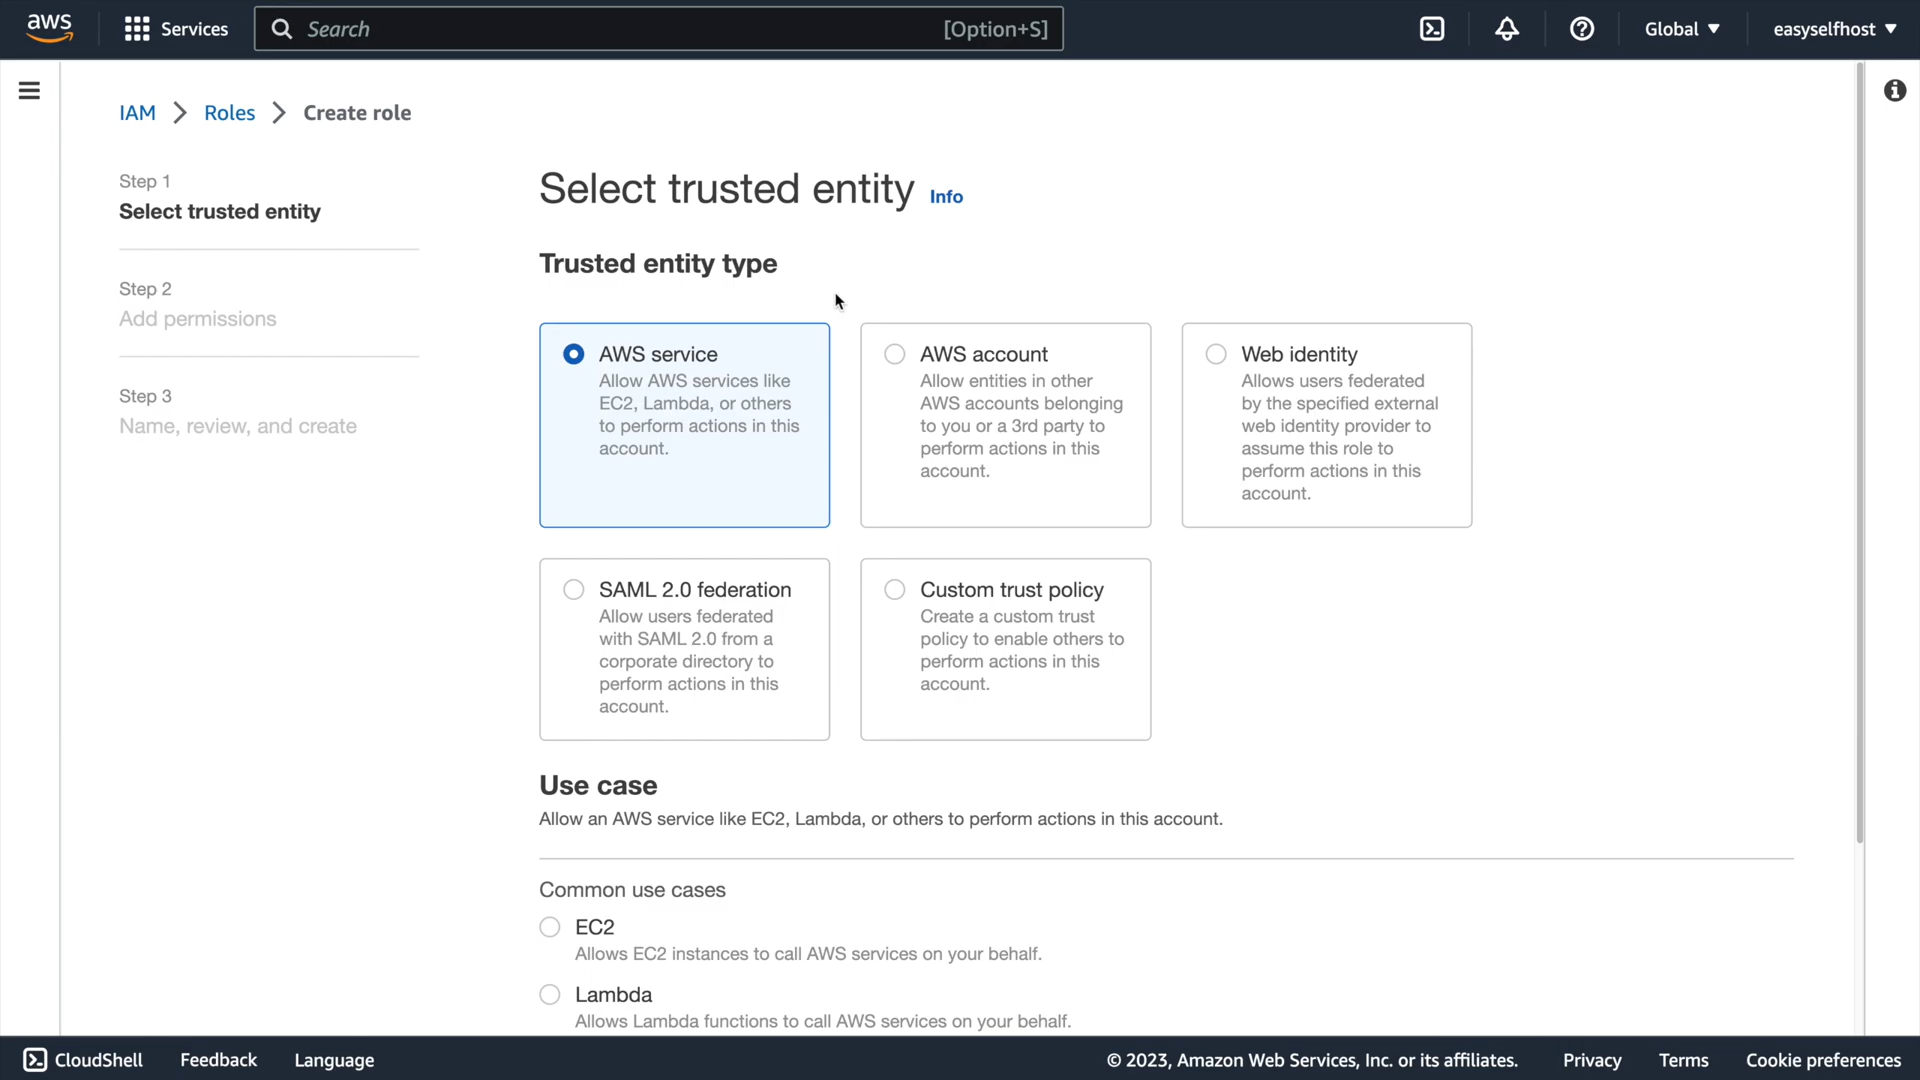 aws
Services
Search
[Option+S]
Global
easyselfhost
IAM
Roles
Create role
Step 1
Select trusted entity
Step 2
Add permissions
Step 3
Name, review, and create
Select trusted entity Info
Trusted entity type
AWS service
Allow AWS services like
EC2, Lambda, or others
to perform actions in this
account.
AWS account
Allow entities in other
AWS accounts belonging
to you or a 3rd party to
perform actions in this
account.
Web identity
Allows users federated
by the specified external
web identity provider to
assume this role to
perform actions in this
account.
SAML 2.0 federation
Allow users federated
with SAML 2.0 from a
corporate directory to
perform actions in this
account.
Custom trust policy
Create a custom trust
policy to enable others to
perform actions in this
account.
Use case
Allow an AWS service like EC2, Lambda, or others to perform actions in this account.
Common use cases
EC2
Allows EC2 instances to call AWS services on your behalf.
Lambda
Allows Lambda functions to call AWS services on your behalf.
CloudShell
Feedback
Language
© 2023, Amazon Web Services, Inc. or its affiliates.
Privacy
Terms
Cookie preferences